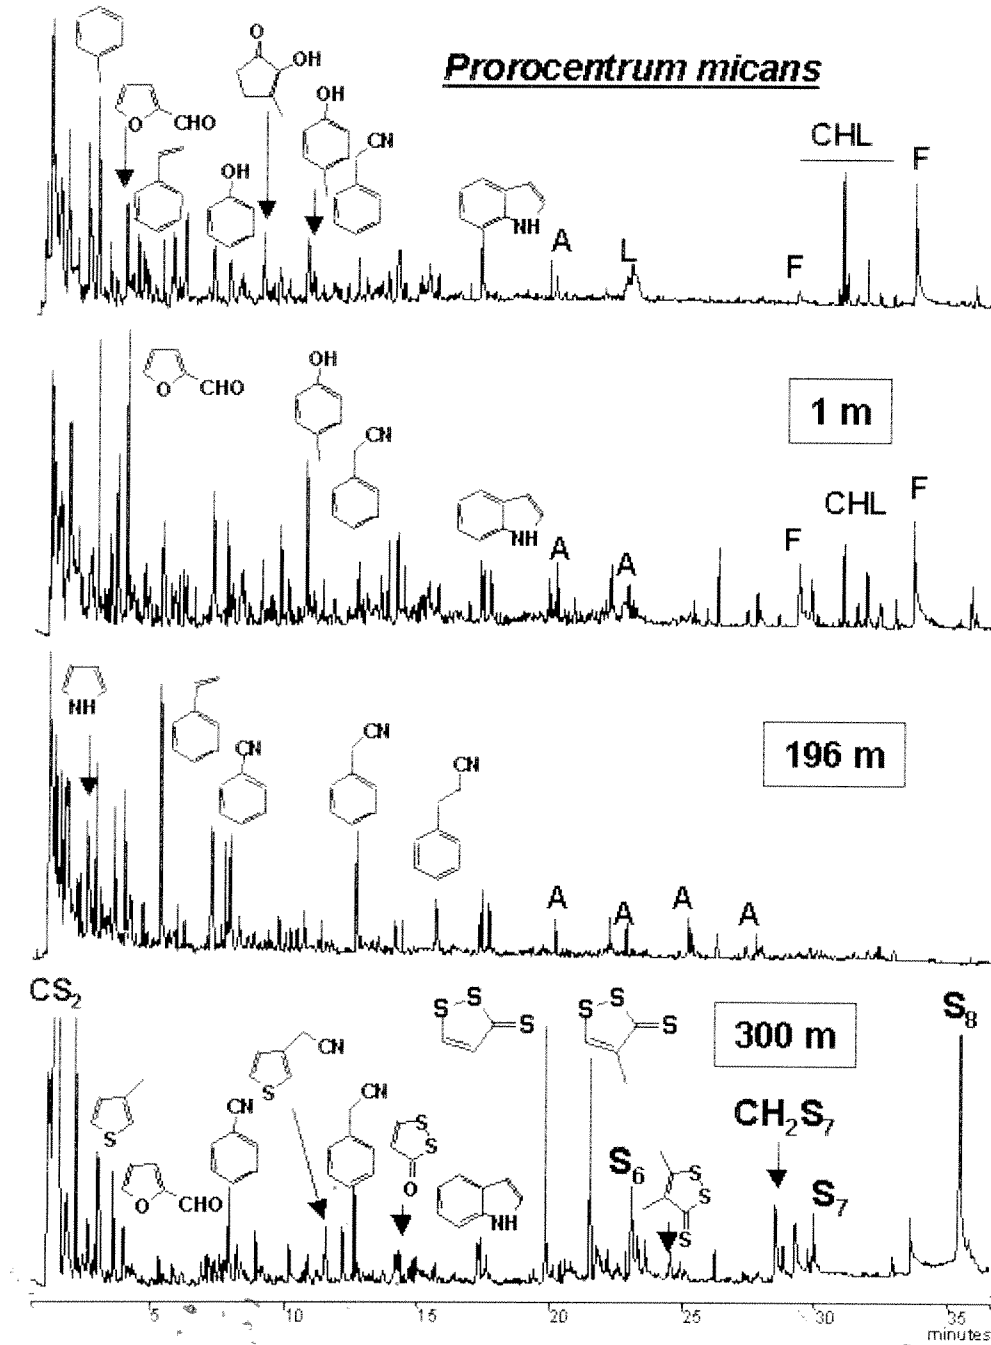 Prorocentrum micans
O
OH
O
CHO
OH
OH
CN
NH
A
L
F
CHL
F
1 m
O
CHO
OH
CN
NH
A
A
F
CHL
F
196 m
NH
CN
CN
CN
A
A
A
A
300 m
CS2
S
O
CHO
CN
S
CN
CN
S
S
O
NH
S
S
S
S
S
S
S6
S
S
S
CH2S7
S7
S8
5
10
15
20
25
30
35
minutes